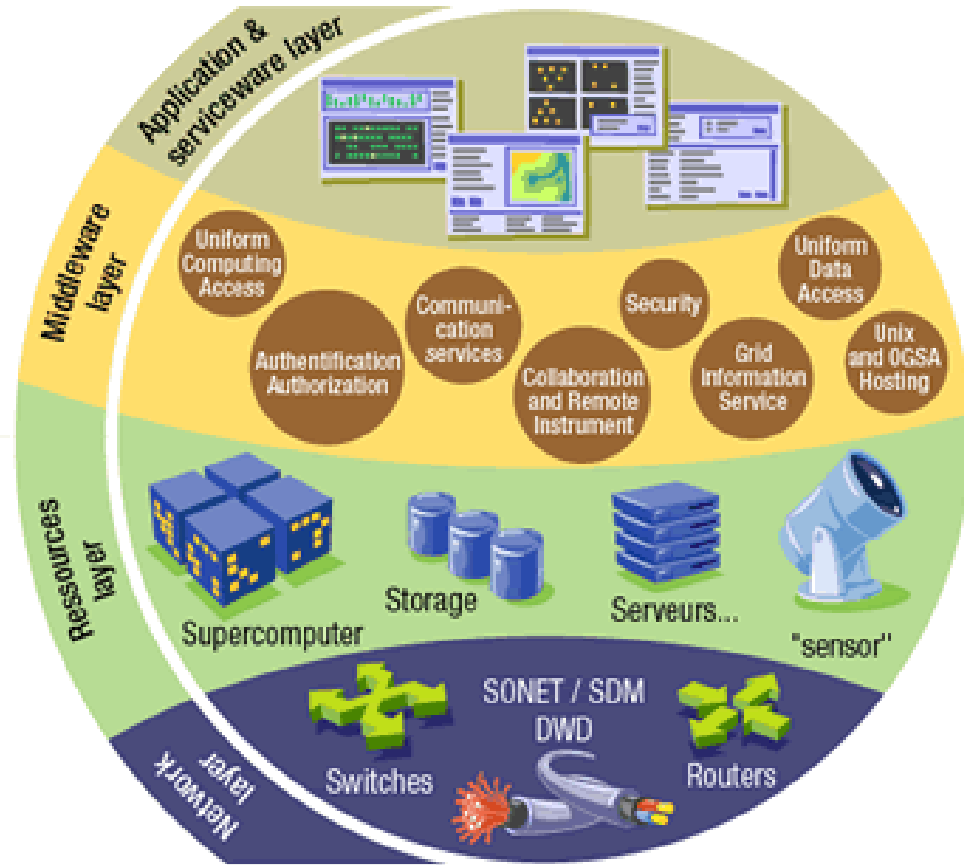 Application &
serviceware layer
Middleware
layer
Uniform
Computing
Access
Authentification
Authorization
Communi-
cation
services
Collaboration
and Remote
Instrument
Security
Grid
Information
Service
Uniform
Data
Access
Unix
and OGSA
Hosting
Ressources
layer
Supercomputer
Storage
Serveurs...
"sensor"
Network
layer
Switches
SONET / SDM
DWD
Routers